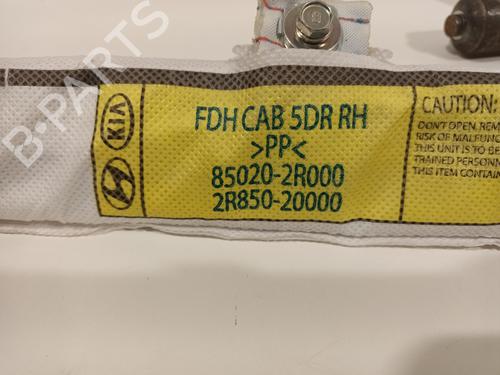 B-PARTS
KIA
FDH CAB 5DR RH
>PP<
85020-2R000
2R850-20000
CAUTION:
DON'T OPEN, REM
RISK OF MALFUNC
THIS UNIT IS TO BE
TRAINED PERSONNE
THIS ITEM CONTAIN